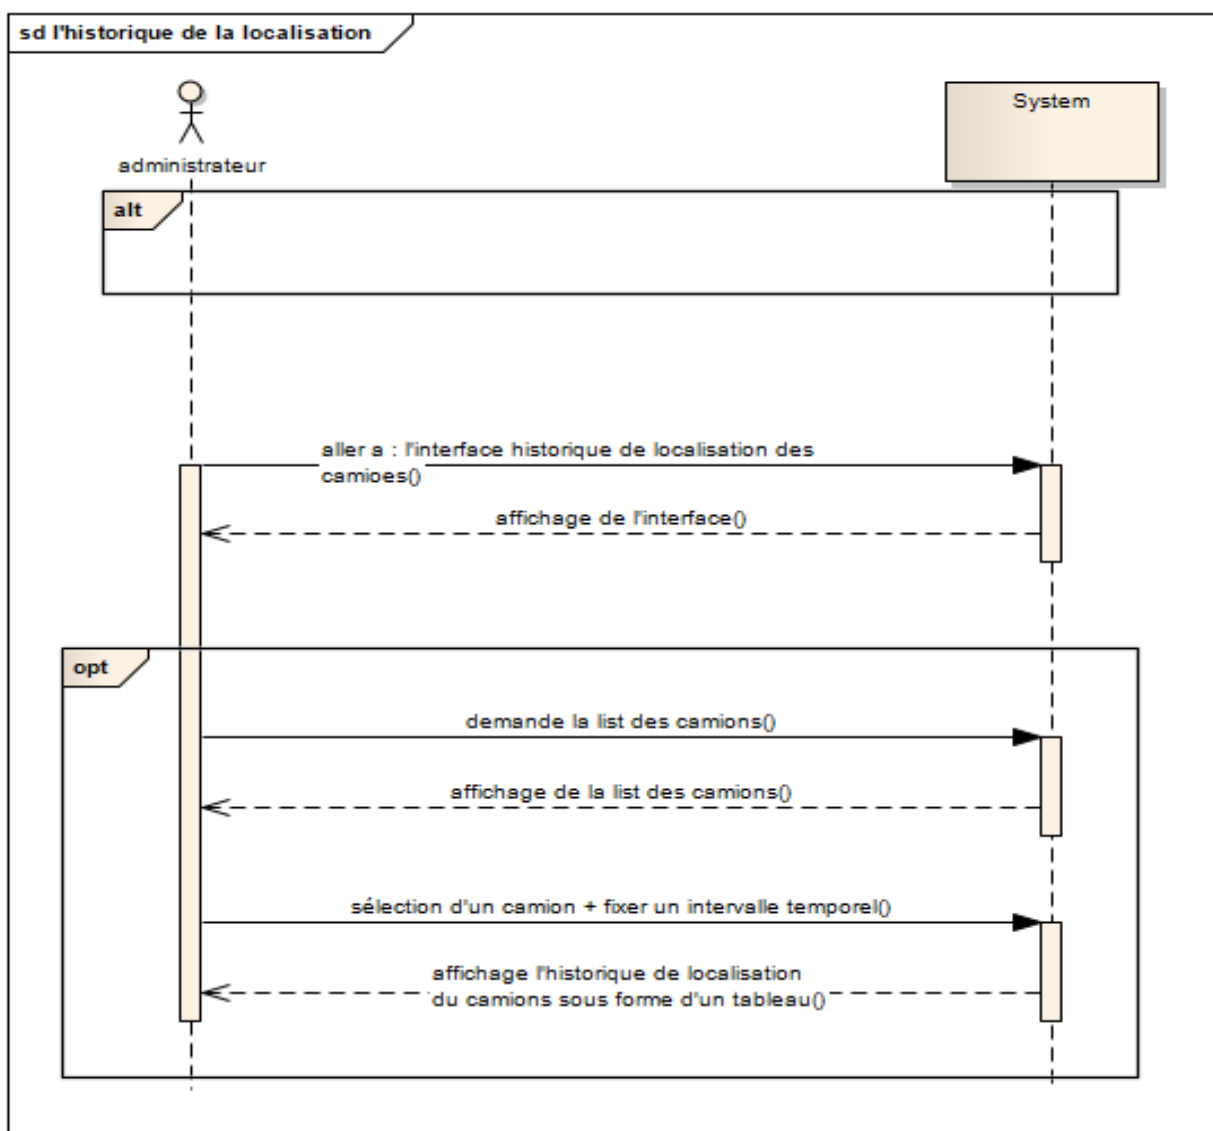 sd l'historique de la localisation
System
administrateur
alt
aller a : l'interface historique de localisation des
camioes()
affichage de l'interface()
opt
demande la list des camions()
affichage de la list des camions()
sélection d'un camion + fixer un intervalle temporel()
affichage l'historique de localisation
du camions sous forme d'un tableau()